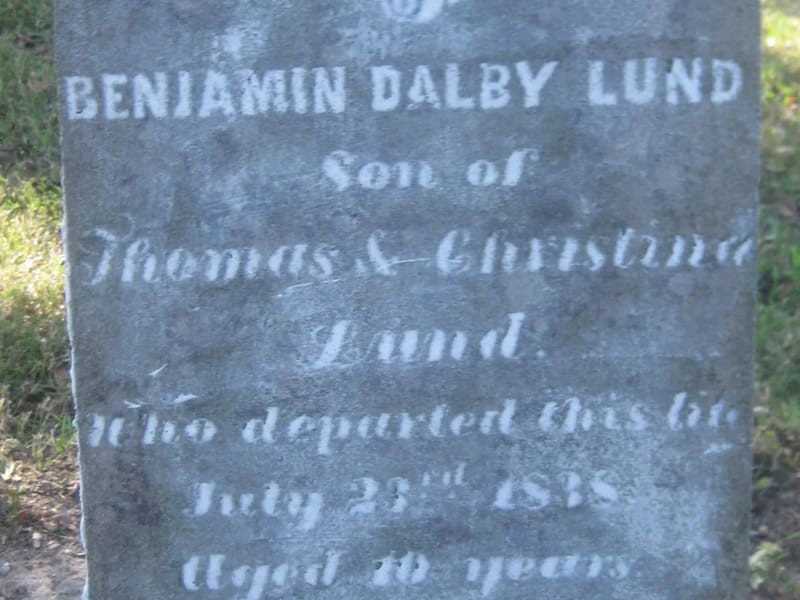 BENJAMIN DALBY LUND
Son of
Thomas & Christina
Lund.
Who departed this life
July 23rd 1838
Aged 10 years